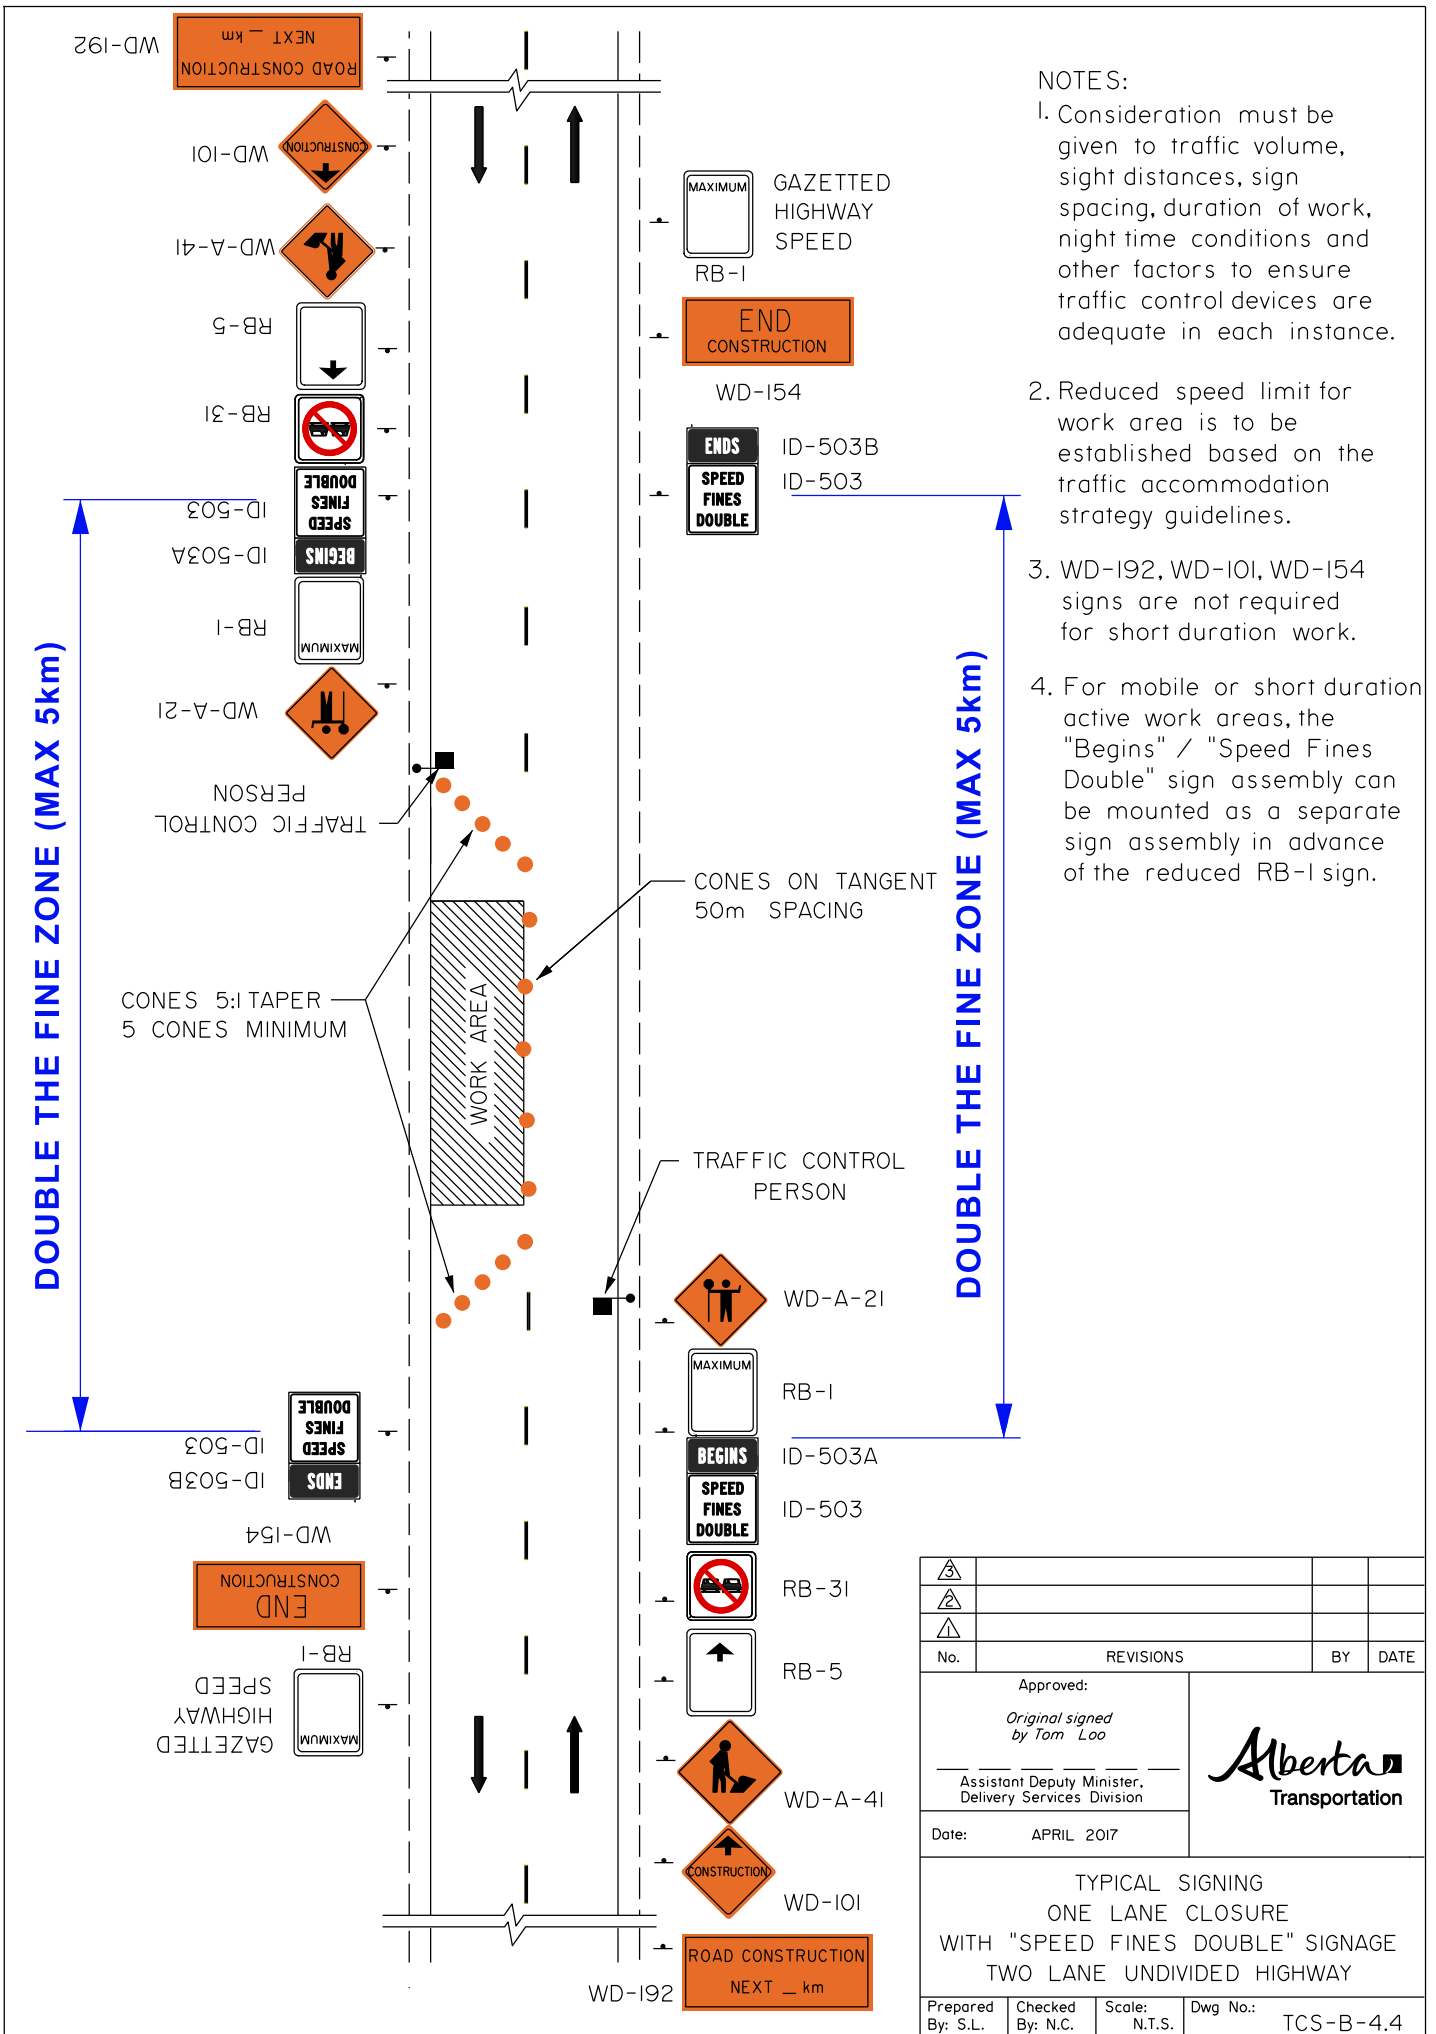 WD-192
ROAD CONSTRUCTION
NEXT _ km
WD-101
CONSTRUCTION
WD-A-41
RB-5
RB-31
SPEED
FINES
DOUBLE
ID-503
BEGINS
ID-503A
MAXIMUM
RB-1
WD-A-21
TRAFFIC CONTROL
PERSON
DOUBLE THE FINE ZONE (MAX 5km)
CONES 5:1 TAPER
5 CONES MINIMUM
WORK AREA
SPEED
FINES
DOUBLE
ID-503
ENDS
ID-503B
WD-154
END
CONSTRUCTION
RB-1
MAXIMUM
GAZETTED
HIGHWAY
SPEED
MAXIMUM
GAZETTED
HIGHWAY
SPEED
RB-1
END
CONSTRUCTION
WD-154
ENDS
ID-503B
SPEED
FINES
DOUBLE
ID-503
DOUBLE THE FINE ZONE (MAX 5km)
CONES ON TANGENT
50m SPACING
TRAFFIC CONTROL
PERSON
WD-A-21
MAXIMUM
RB-1
BEGINS
ID-503A
SPEED
FINES
DOUBLE
ID-503
RB-31
RB-5
WD-A-41
CONSTRUCTION
WD-101
ROAD CONSTRUCTION
NEXT _ km
WD-192
NOTES:
1. Consideration must be
given to traffic volume,
sight distances, sign
spacing, duration of work,
night time conditions and
other factors to ensure
traffic control devices are
adequate in each instance.
2. Reduced speed limit for
work area is to be
established based on the
traffic accommodation
strategy guidelines.
3. WD-192, WD-101, WD-154
signs are not required
for short duration work.
4. For mobile or short duration
active work areas, the
"Begins" / "Speed Fines
Double" sign assembly can
be mounted as a separate
sign assembly in advance
of the reduced RB-1 sign.
3
2
1
No. REVISIONS BY DATE
Approved:
Original signed
by Tom Loo
Assistant Deputy Minister,
Delivery Services Division
Date: APRIL 2017
Alberta
Transportation
TYPICAL SIGNING
ONE LANE CLOSURE
WITH "SPEED FINES DOUBLE" SIGNAGE
TWO LANE UNDIVIDED HIGHWAY
Prepared By: S.L.
Checked By: N.C.
Scale: N.T.S.
Dwg No.: TCS-B-4.4